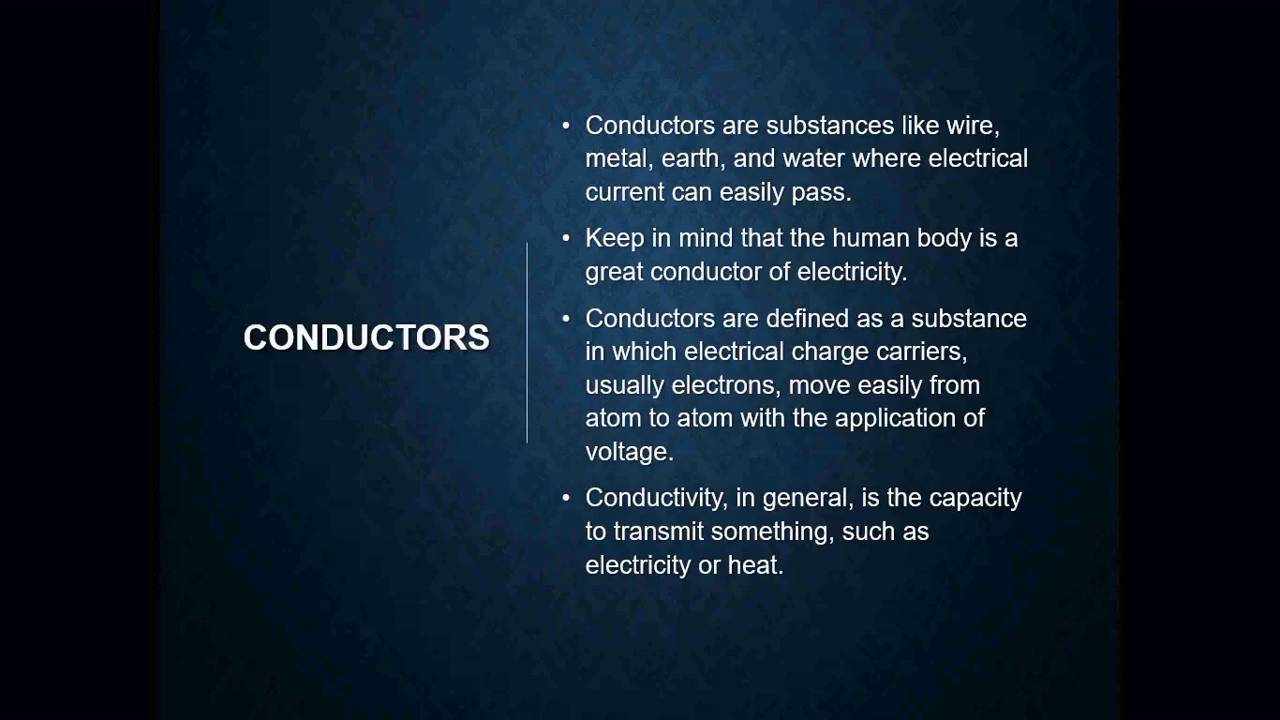 CONDUCTORS
• Conductors are substances like wire,
metal, earth, and water where electrical
current can easily pass.
• Keep in mind that the human body is a
great conductor of electricity.
• Conductors are defined as a substance
in which electrical charge carriers,
usually electrons, move easily from
atom to atom with the application of
voltage.
• Conductivity, in general, is the capacity
to transmit something, such as
electricity or heat.